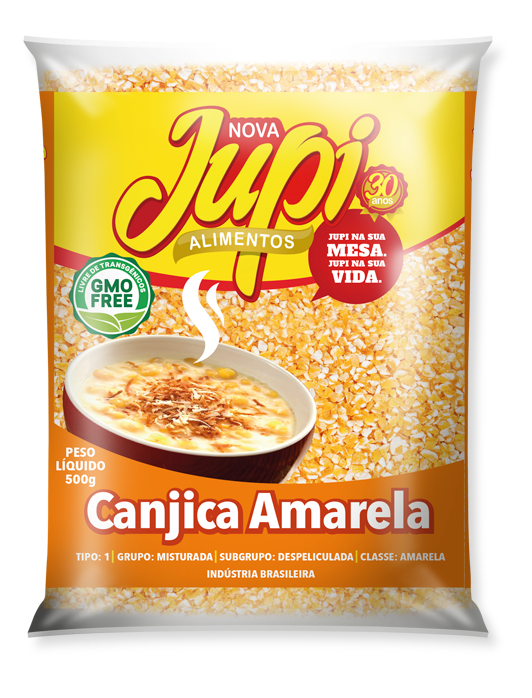 NOVA
Jupi
ALIMENTOS
30
anos
JUPI NA SUA
MESA.
JUPI NA SUA
VIDA.
LIVRE DE TRANSGÊNICOS
GMO
FREE
PESO
LÍQUIDO
500g
Canjica Amarela
TIPO: 1 | GRUPO: MISTURADA | SUBGRUPO: DESPELICULADA | CLASSE: AMARELA
INDÚSTRIA BRASILEIRA